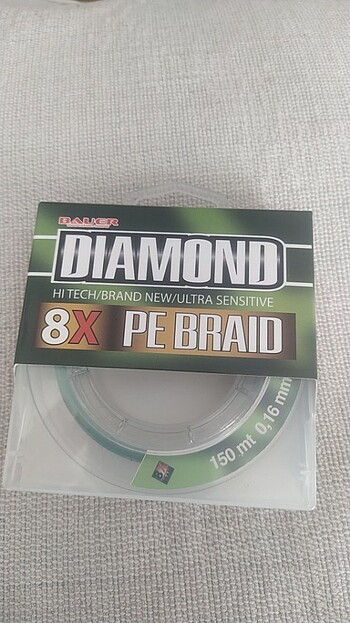 BAUER
DIAMOND
HI TECH/BRAND NEW/ULTRA SENSITIVE
8X PE BRAID
150 mt 0,16 mm